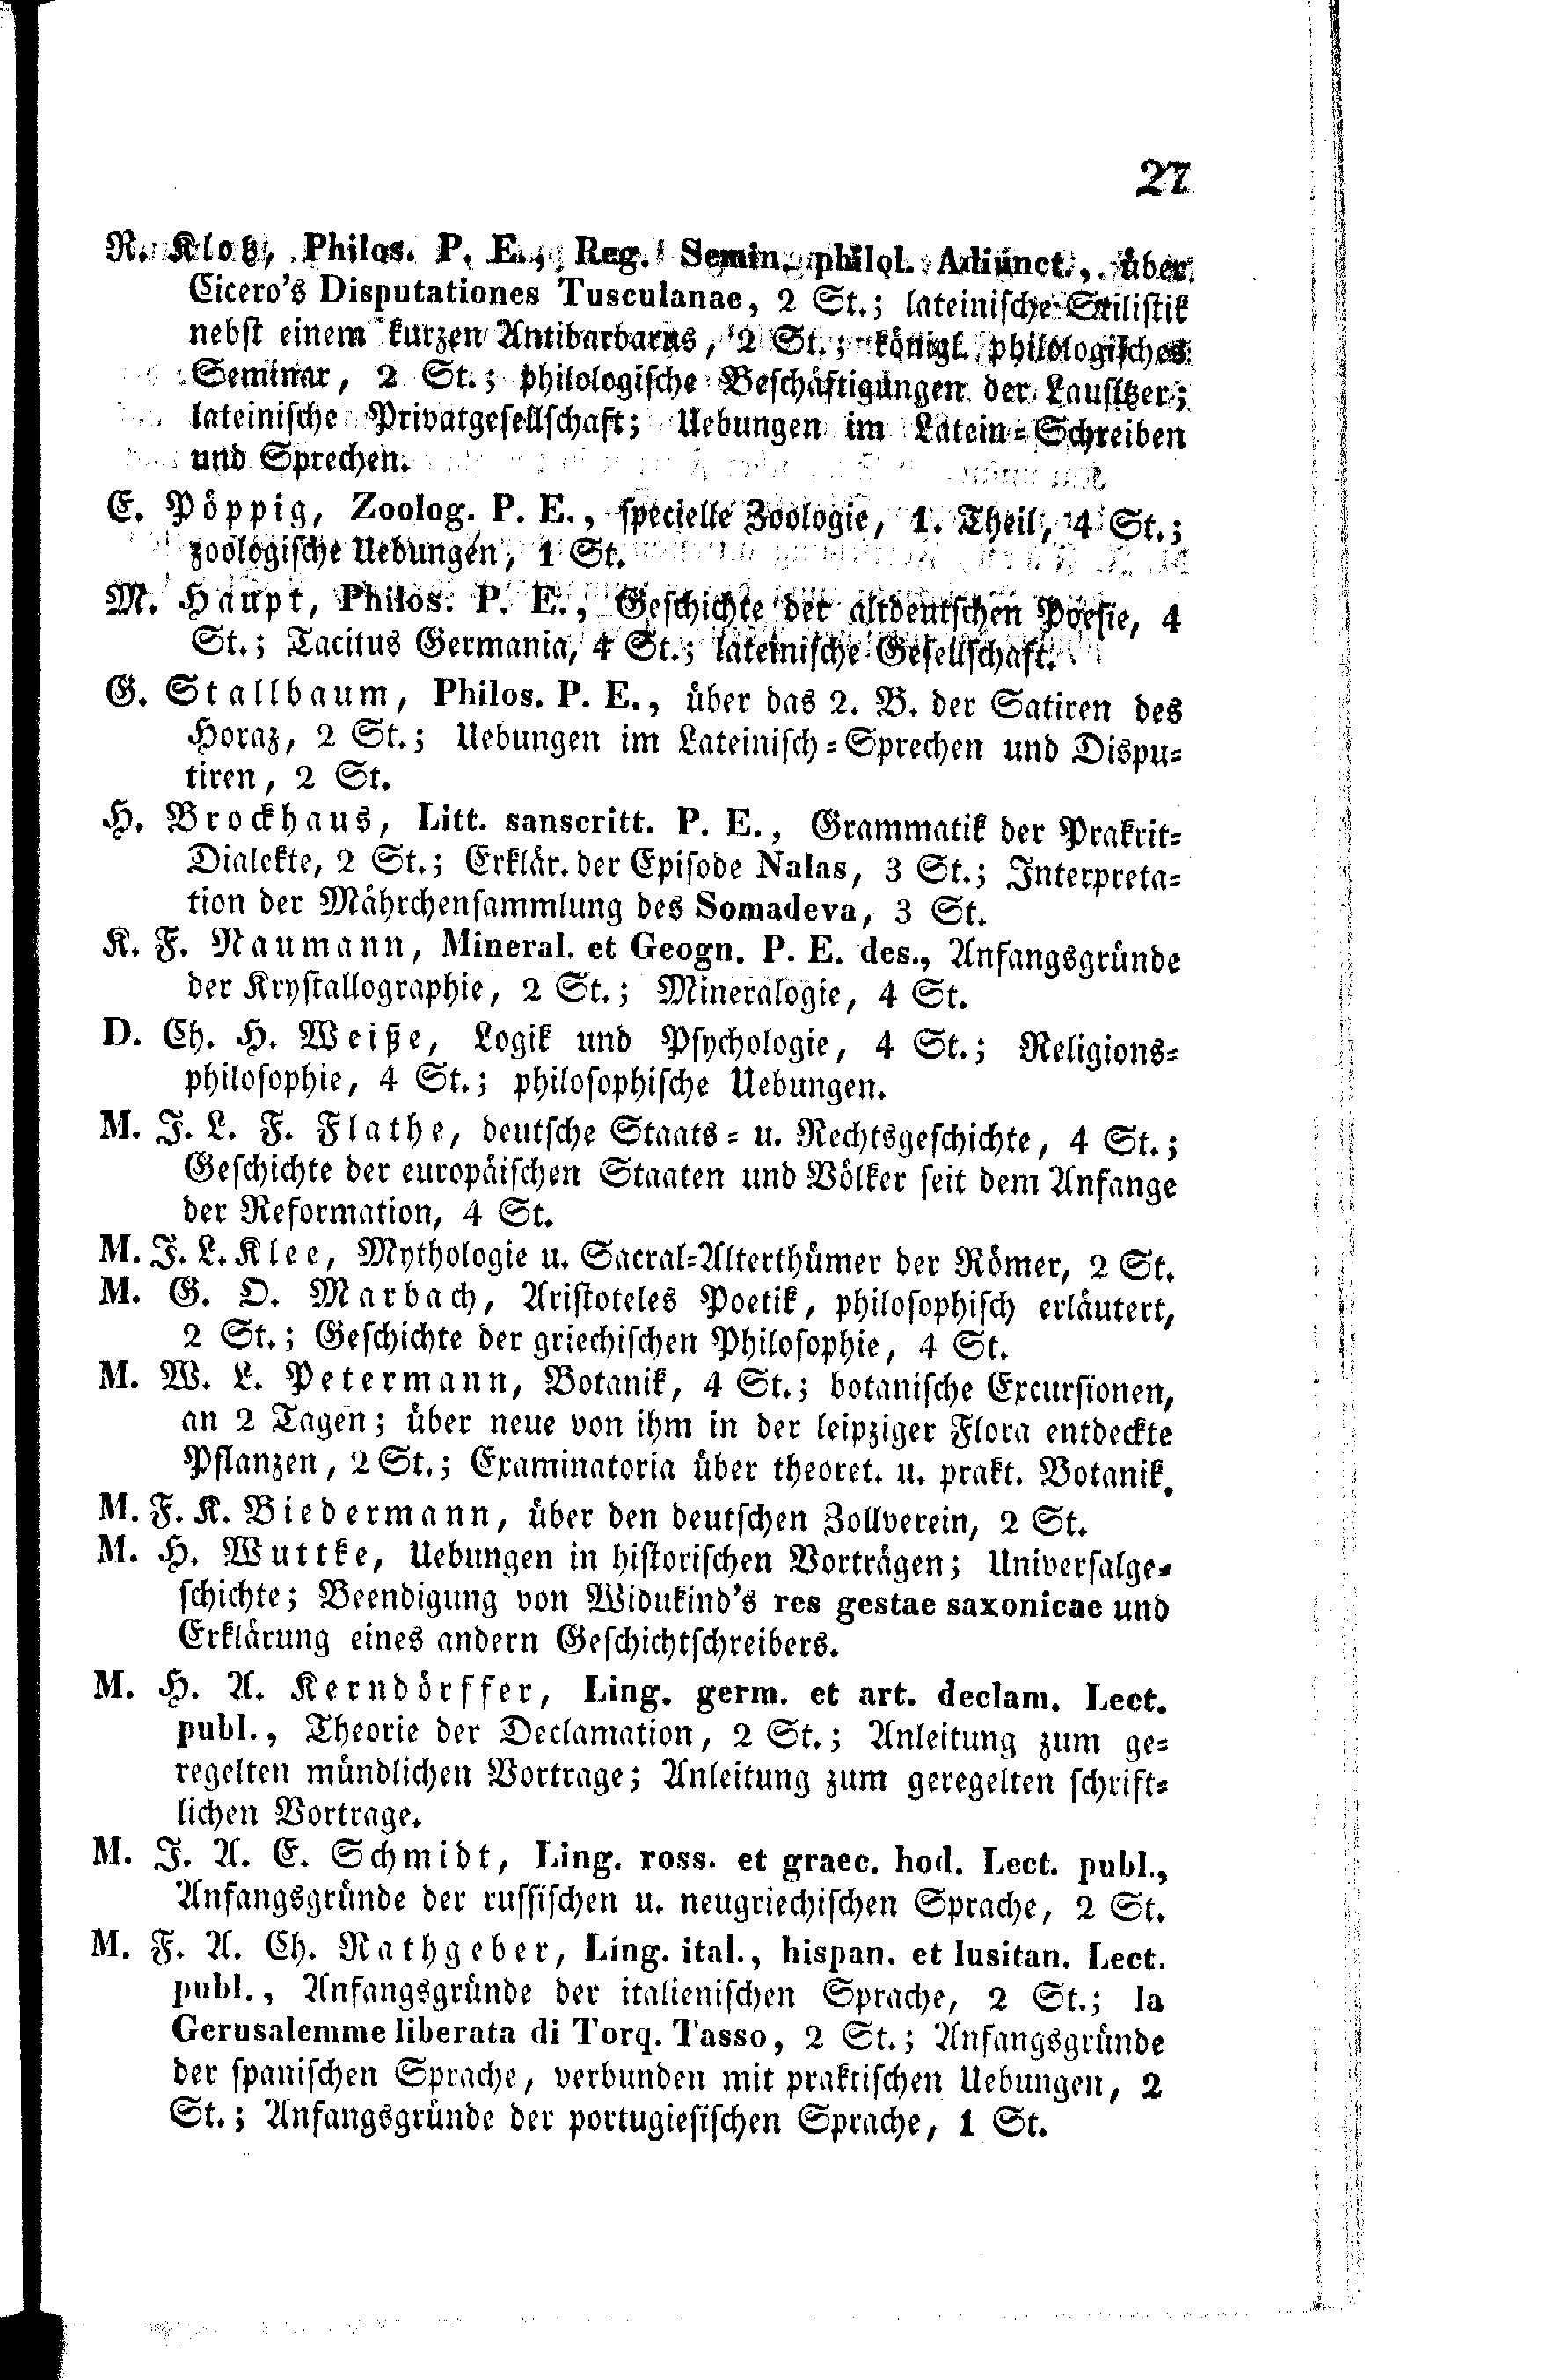 27
R. Klotz, Philos. P. E., Reg. Semin. philol. Adiunct., über
Cicero's Disputationes Tusculanae, 2 St.; lateinische Stilistik
nebst einem kurzen Antibarbarus, 2 St.; königl. philologisches
Seminar, 2 St.; philologische Beschäftigungen der Lausitzer;
lateinische Privatgesellschaft; Uebungen im Latein-Schreiben
und Sprechen.
E. Pöppig, Zoolog. P. E., specielle Zoologie, 1. Theil, 4 St.;
zoologische Uebungen, 1 St.
M. Haupt, Philos. P. E., Geschichte der altdeutschen Poesie, 4
St.; Tacitus Germania, 4 St.; lateinische Gesellschaft.
G. Stallbaum, Philos. P. E., über das 2. B. der Satiren des
Horaz, 2 St.; Uebungen im Lateinisch-Sprechen und Dispu-
tiren, 2 St.
H. Brockhaus, Litt. sanscritt. P. E., Grammatik der Prakrit-
Dialekte, 2 St.; Erklär. der Episode Nalas, 3 St.; Interpreta-
tion der Mährchensammlung des Somadeva, 3 St.
K. F. Naumann, Mineral. et Geogn. P. E. des., Anfangsgründe
der Krystallographie, 2 St.; Mineralogie, 4 St.
D. Ch. H. Weiße, Logik und Psychologie, 4 St.; Religions-
philosophie, 4 St.; philosophische Uebungen.
M. J. L. F. Flathe, deutsche Staats- u. Rechtsgeschichte, 4 St.;
Geschichte der europäischen Staaten und Völker seit dem Anfange
der Reformation, 4 St.
M. J. L. Klee, Mythologie u. Sacral-Alterthümer der Römer, 2 St.
M. G. O. Marbach, Aristoteles Poetik, philosophisch erläutert,
2 St.; Geschichte der griechischen Philosophie, 4 St.
M. W. L. Petermann, Botanik, 4 St.; botanische Excursionen,
an 2 Tagen; über neue von ihm in der leipziger Flora entdeckte
Pflanzen, 2 St.; Examinatoria über theoret. u. prakt. Botanik.
M. F. K. Biedermann, über den deutschen Zollverein, 2 St.
M. H. Wuttke, Uebungen in historischen Vorträgen; Universalge-
schichte; Beendigung von Widukind's res gestae saxonicae und
Erklärung eines andern Geschichtschreibers.
M. H. A. Kerndörffer, Ling. germ. et art. declam. Lect.
publ., Theorie der Declamation, 2 St.; Anleitung zum ge-
regelten mündlichen Vortrage; Anleitung zum geregelten schrift-
lichen Vortrage.
M. J. A. E. Schmidt, Ling. ross. et graec. hod. Lect. publ.,
Anfangsgründe der russischen u. neugriechischen Sprache, 2 St.
M. F. A. Ch. Rathgeber, Ling. ital., hispan. et lusitan. Lect.
publ., Anfangsgründe der italienischen Sprache, 2 St.; la
Gerusalemme liberata di Torq. Tasso, 2 St.; Anfangsgründe
der spanischen Sprache, verbunden mit praktischen Uebungen, 2
St.; Anfangsgründe der portugiesischen Sprache, 1 St.